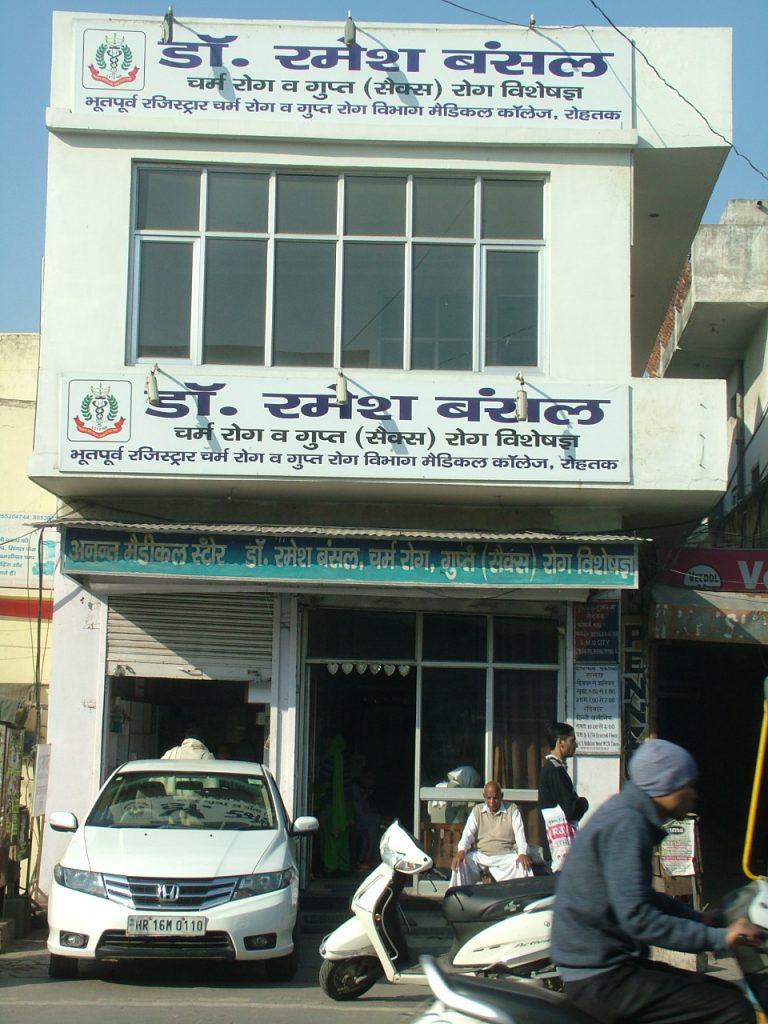 डॉ. रमेश बंसल
चर्म रोग व गुप्त (सैक्स) रोग विशेषज्ञ
भूतपूर्व रजिस्ट्रार चर्म रोग व गुप्त रोग विभाग मैडिकल कॉलेज, रोहतक
डॉ. रमेश बंसल
चर्म रोग व गुप्त (सैक्स) रोग विशेषज्ञ
भूतपूर्व रजिस्ट्रार चर्म रोग व गुप्त रोग विभाग मैडिकल कॉलेज, रोहतक
अनन्त मैडीकल स्टोर डॉ. रमेश बंसल, चर्म रोग, गुप्त (सैक्स) रोग विशेषज्ञ
VEEDOL
HR 16M 0110